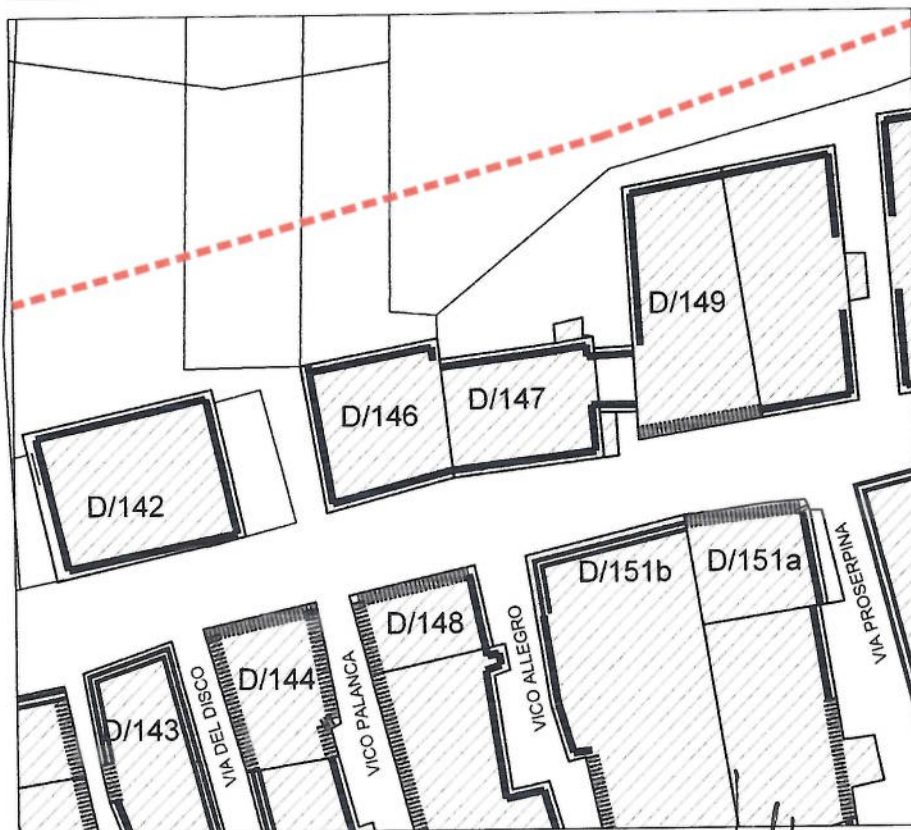 D/149
D/147
D/146
D/142
D/151b
D/151a
D/148
D/144
D/143
VIA DEL DISCO
VICO PALANCA
VICO ALLEGRO
VIA PROSERPINA